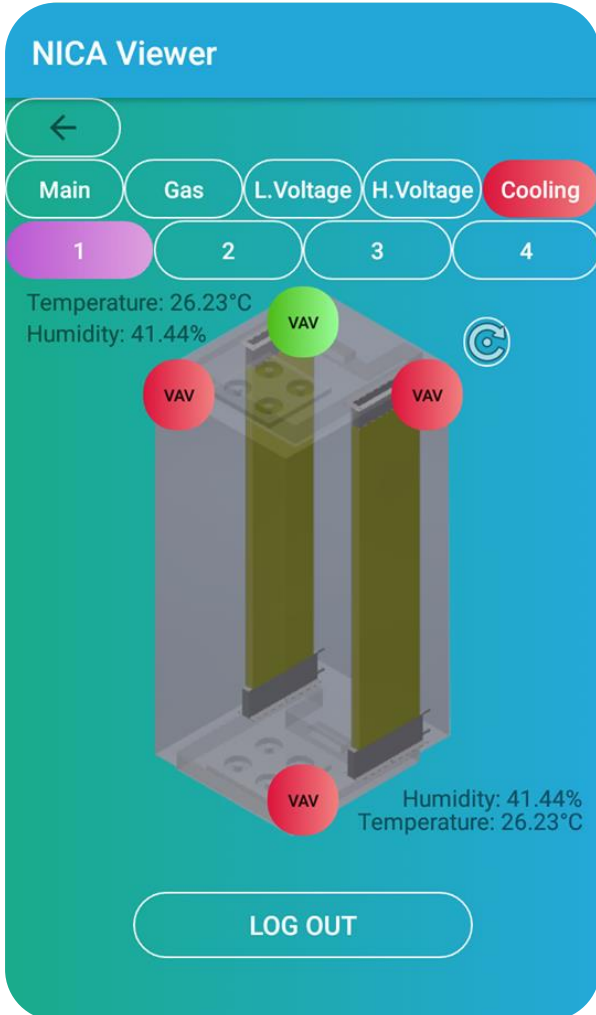 NICA Viewer
Main Gas L.Voltage H.Voltage Cooling
1 2 3 4
Temperature: 26.23°C
Humidity: 41.44%
VAV
VAV VAV
VAV
Humidity: 41.44%
Temperature: 26.23°C
LOG OUT